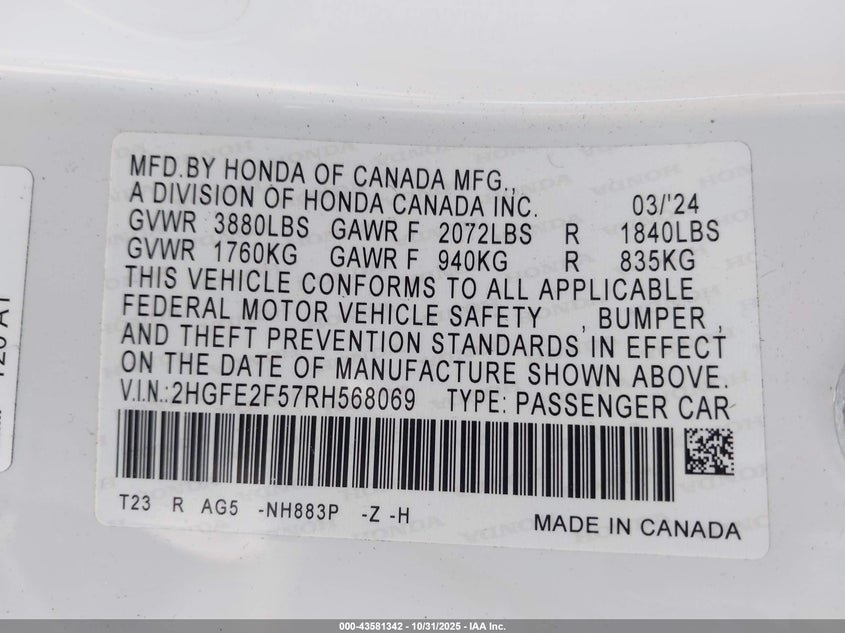 MFD.BY HONDA OF CANADA MFG.,
A DIVISION OF HONDA CANADA INC. 03/'24
GVWR 3880LBS GAWR F 2072LBS R 1840LBS
GVWR 1760KG GAWR F 940KG R 835KG
THIS VEHICLE CONFORMS TO ALL APPLICABLE
FEDERAL MOTOR VEHICLE SAFETY , BUMPER ,
AND THEFT PREVENTION STANDARDS IN EFFECT
ON THE DATE OF MANUFACTURE SHOWN ABOVE.
V.I.N.:2HGFE2F57RH568069 TYPE: PASSENGER CAR
T23 R AG5 -NH883P -Z -H
MADE IN CANADA
000-43581342 | 10/31/2025 | IAA Inc.